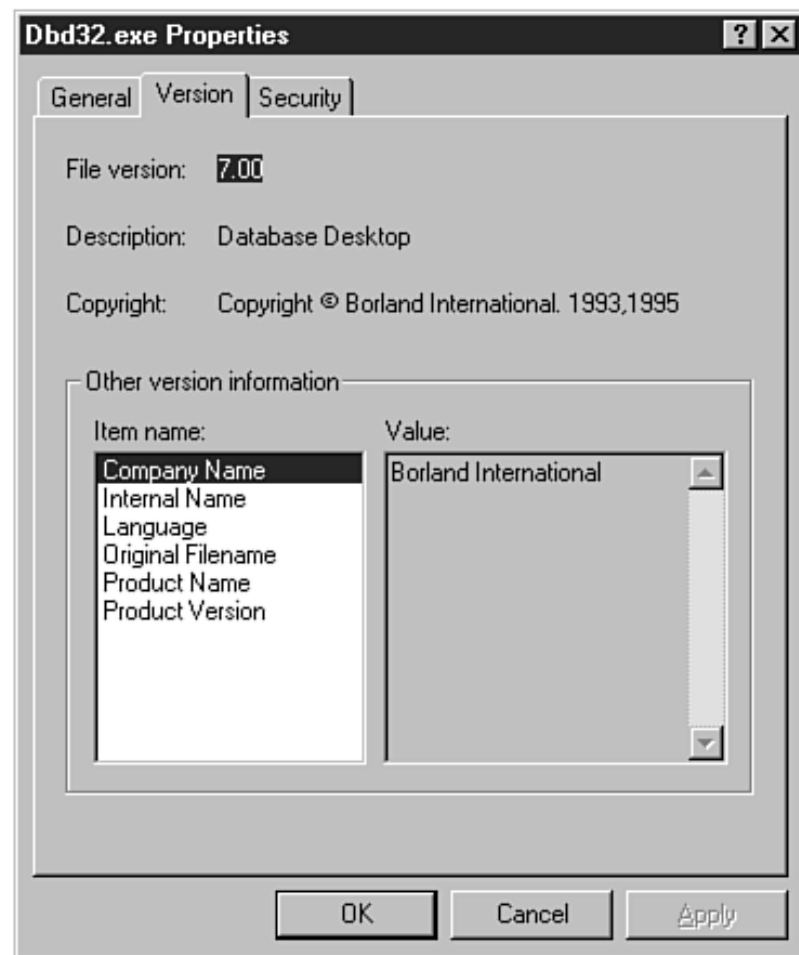 Dbd32.exe Properties
General Version Security
File version: 7.00
Description: Database Desktop
Copyright: Copyright © Borland International. 1993,1995
Other version information
Item name: Value:
Company Name Borland International
Internal Name
Language
Original Filename
Product Name
Product Version
OK Cancel Apply